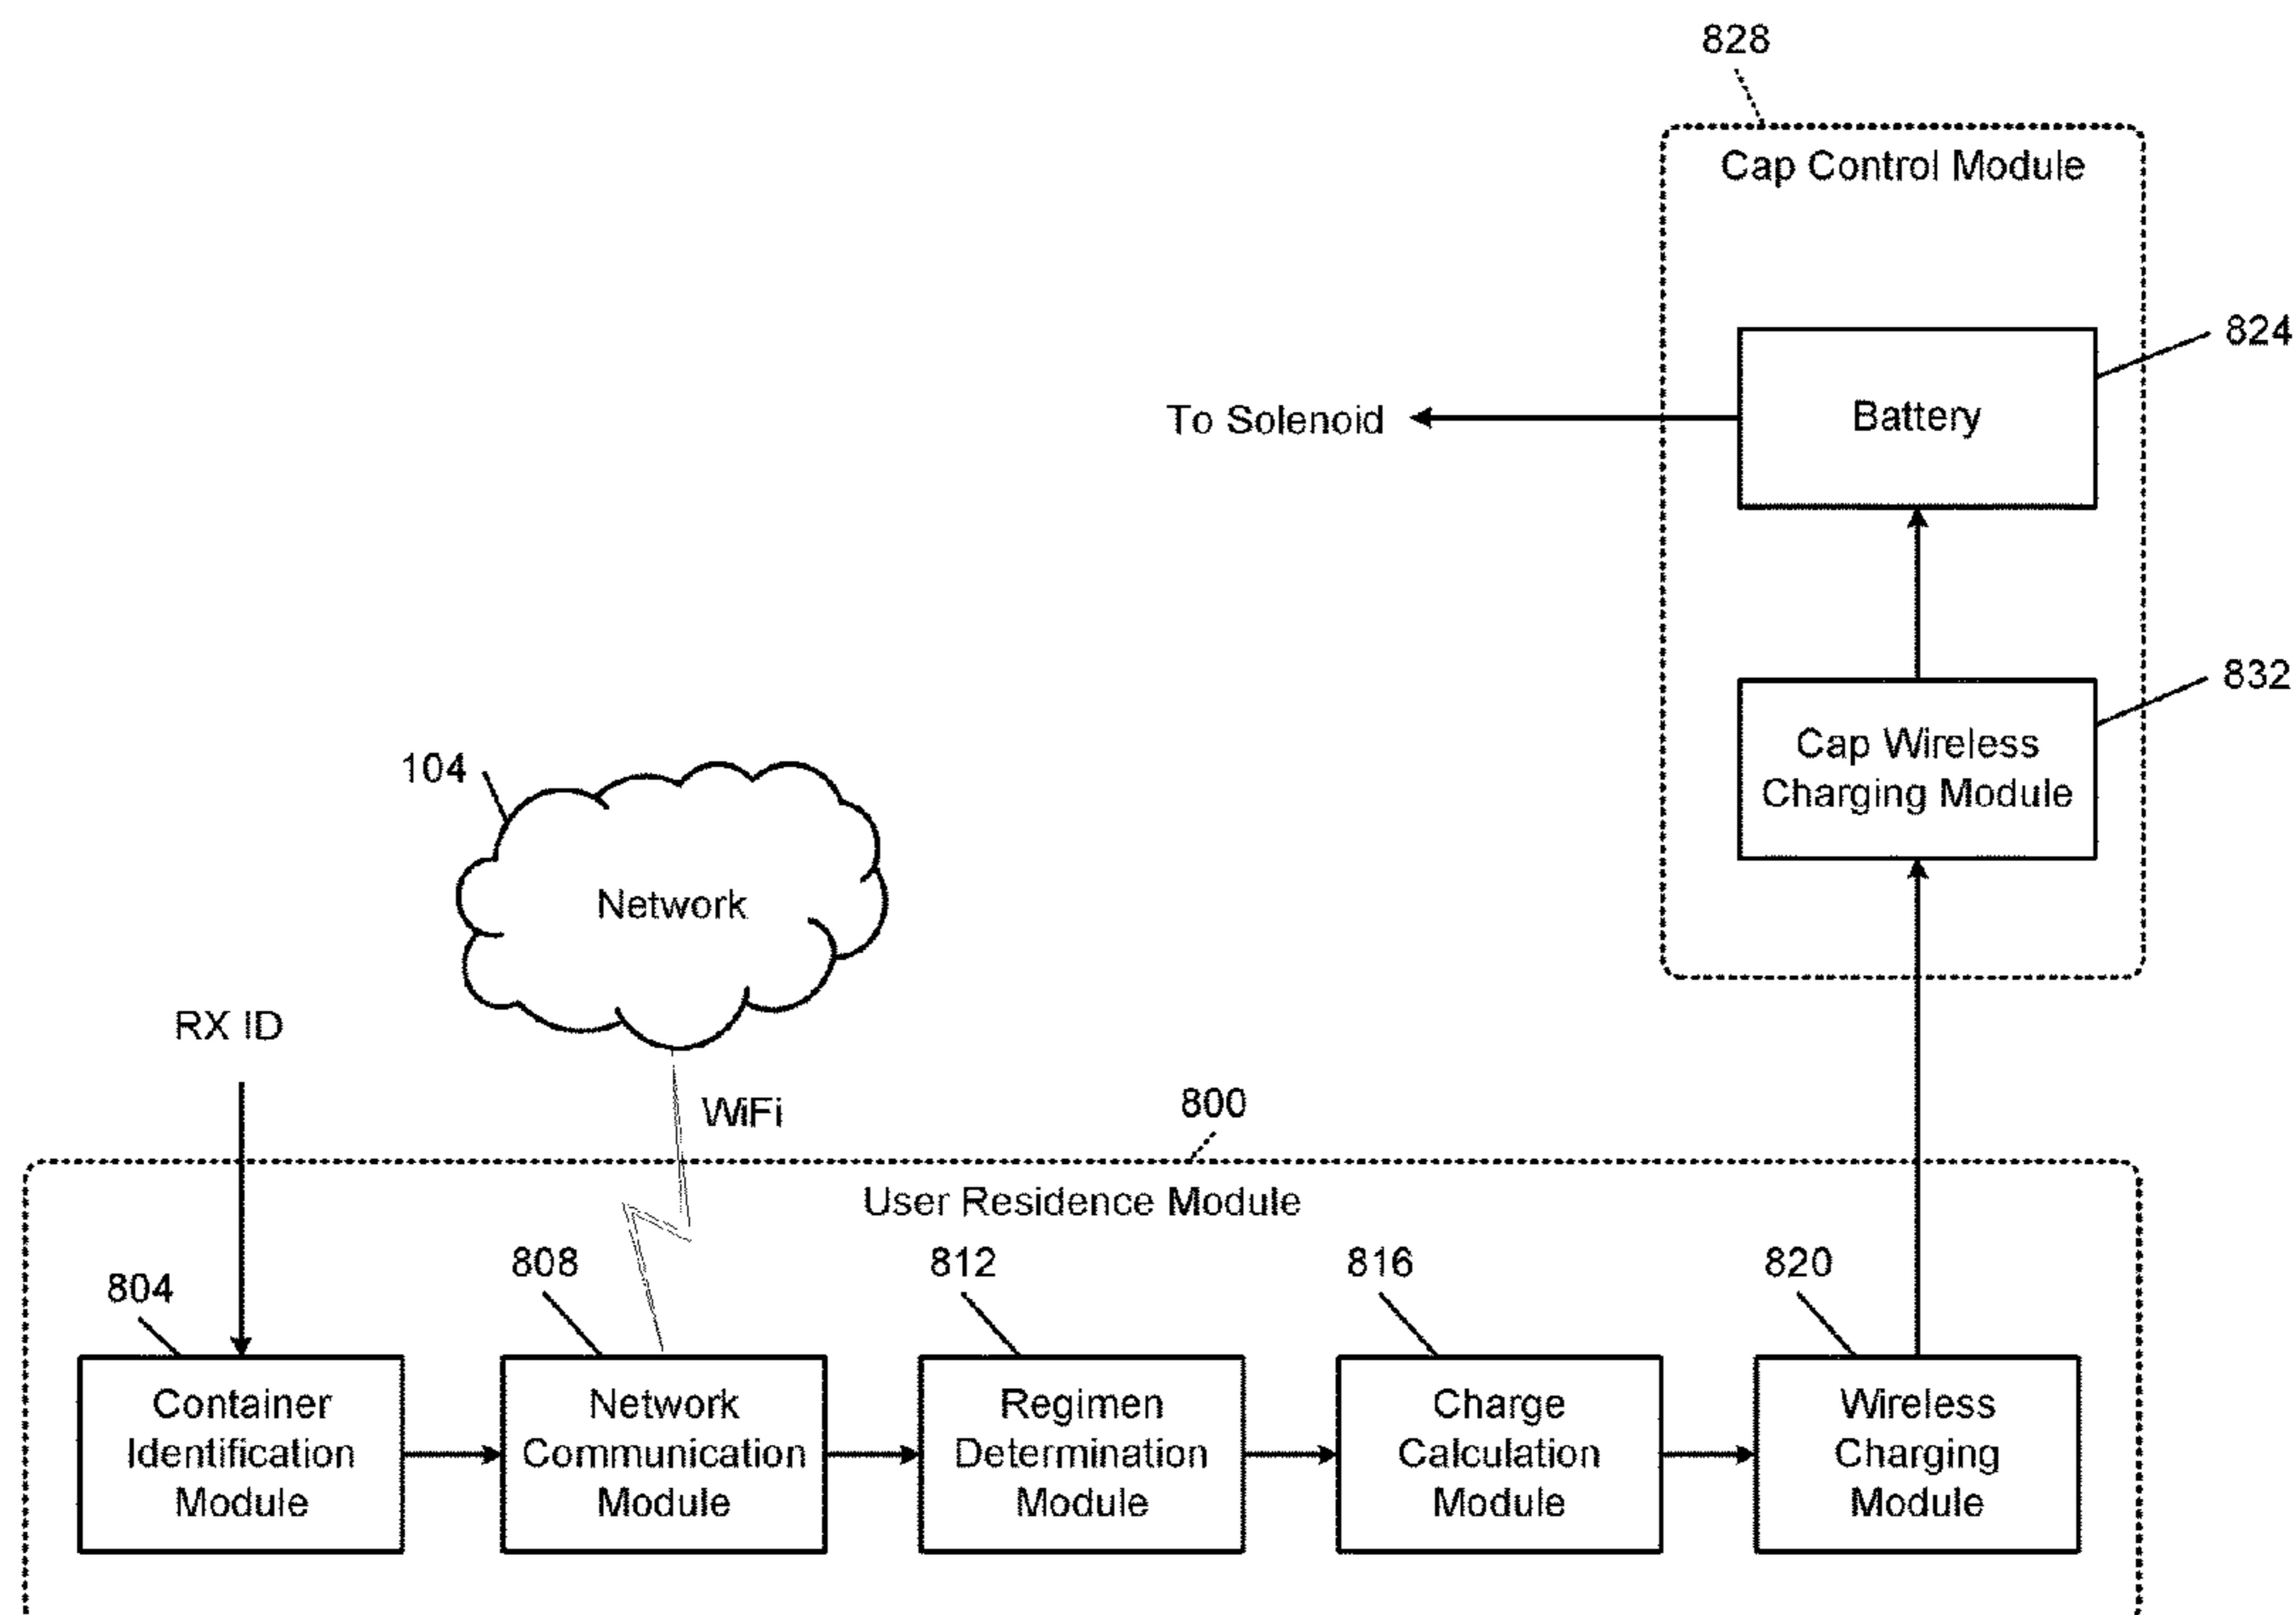 828
Cap Control Module
824
Battery
To Solenoid
832
Cap Wireless
Charging Module
104
Network
RX ID
WiFi
800
User Residence Module
804
808
812
816
820
Container
Identification
Module
Network
Communication
Module
Regimen
Determination
Module
Charge
Calculation
Module
Wireless
Charging
Module